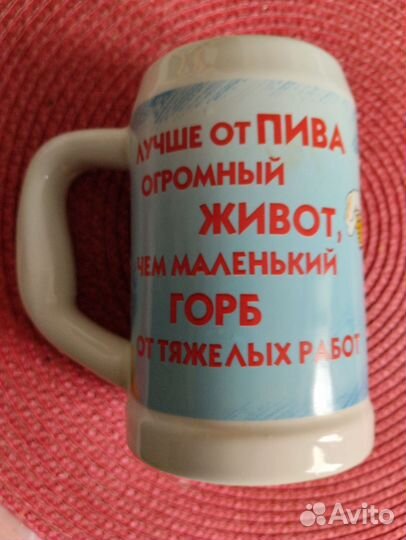 ЛУЧШЕ ОТ ПИВА
ОГРОМНЫЙ
ЖИВОТ,
ЧЕМ МАЛЕНЬКИЙ
ГОРБ
ОТ ТЯЖЕЛЫХ РАБОТ
Avito